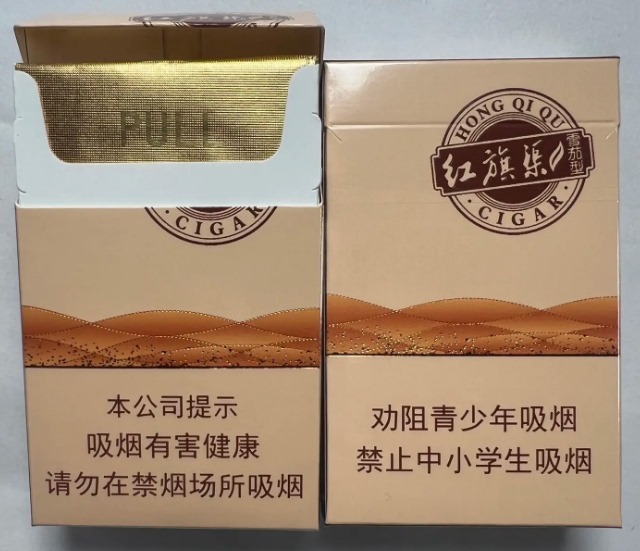 PULL
CIGAR
本公司提示
吸烟有害健康
请勿在禁烟场所吸烟
HONG QI QU
红旗渠
雪茄型
CIGAR
劝阻青少年吸烟
禁止中小学生吸烟